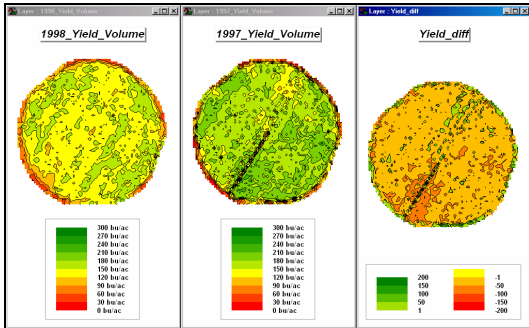 Layer : 1998_Yield_Volume
1998_Yield_Volume
300 bu/ac
270 bu/ac
240 bu/ac
210 bu/ac
180 bu/ac
150 bu/ac
120 bu/ac
90 bu/ac
60 bu/ac
30 bu/ac
0 bu/ac
Layer : 1997_Yield_Volume
1997_Yield_Volume
300 bu/ac
270 bu/ac
240 bu/ac
210 bu/ac
180 bu/ac
150 bu/ac
120 bu/ac
90 bu/ac
60 bu/ac
30 bu/ac
0 bu/ac
Layer : Yield_diff
Yield_diff
200 -1
150 -50
100 -100
50 -150
1 -200